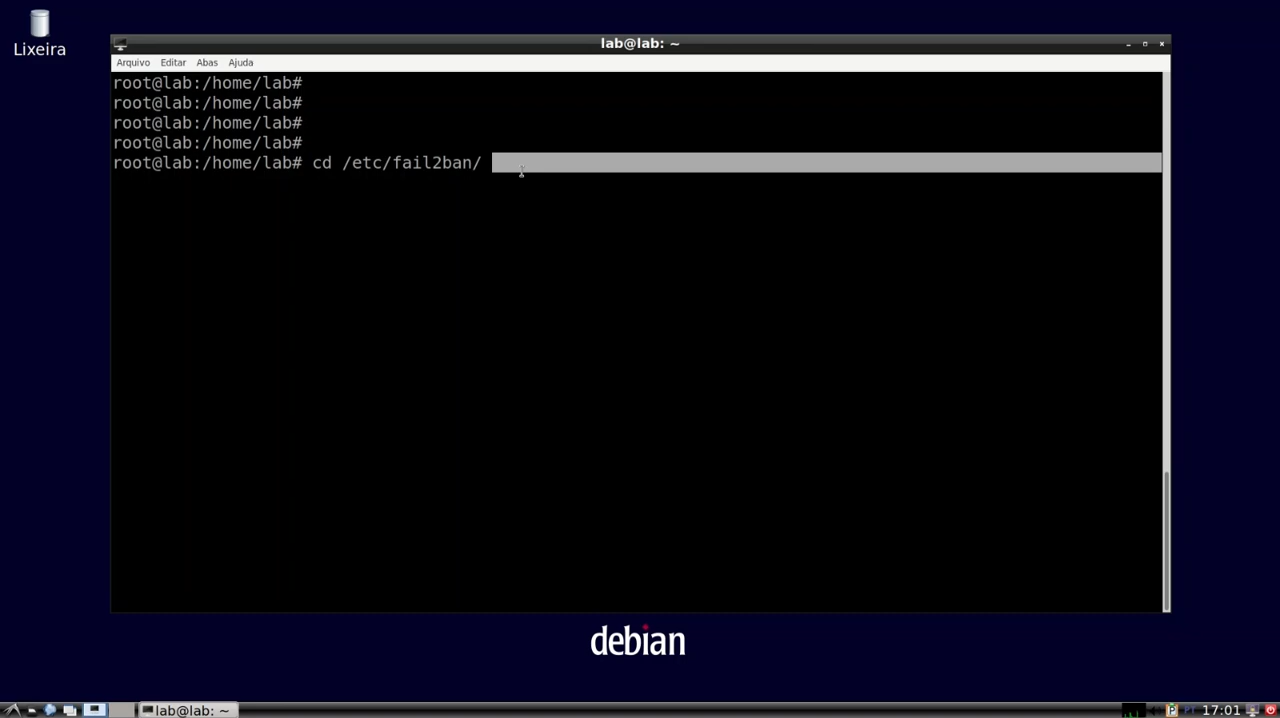 Lixeira
lab@lab: ~
Arquivo Editar Abas Ajuda
root@lab:/home/lab#
root@lab:/home/lab#
root@lab:/home/lab#
root@lab:/home/lab#
root@lab:/home/lab# cd /etc/fail2ban/
debian
lab@lab: ~
PT 17:01